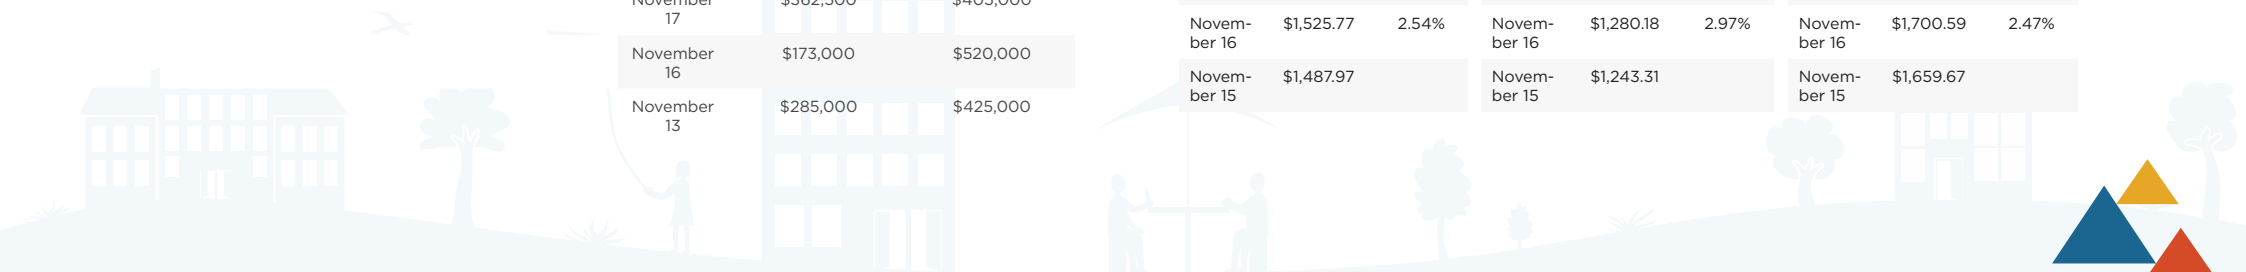 November
17
November
16
$173,000
$520,000
November
13
$285,000
$425,000
Novem-
ber 16
$1,525.77
2.54%
Novem-
ber 15
$1,487.97
Novem-
ber 16
$1,280.18
2.97%
Novem-
ber 15
$1,243.31
Novem-
ber 16
$1,700.59
2.47%
Novem-
ber 15
$1,659.67